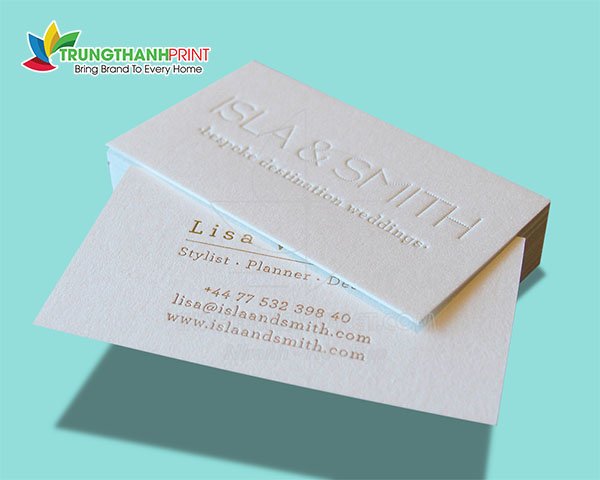 TRUNGTHANHPRINT
Bring Brand To Every Home
ISLA & SMITH
·bespoke destination weddings·
Lisa
Stylist · Planner ·
+44 77 532 398 40
lisa@islaandsmith.com
www.islaandsmith.com